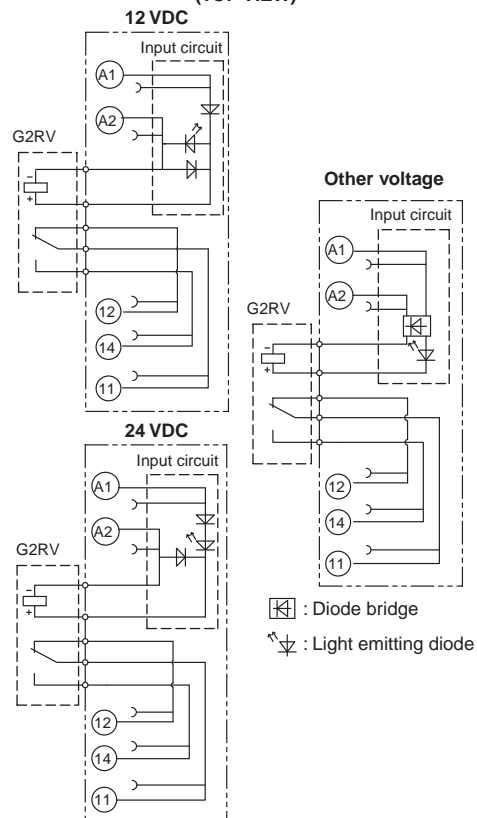 12 VDC
Input circuit
A1
A2
G2RV
−
+
12
14
11
Other voltage
Input circuit
A1
A2
G2RV
−
+
12
14
11
24 VDC
Input circuit
A1
A2
G2RV
−
+
12
14
11
: Diode bridge
: Light emitting diode